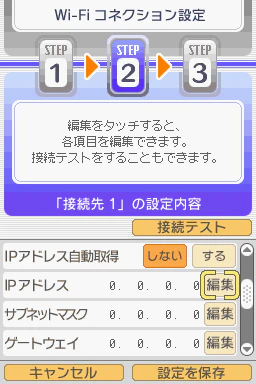 Wi-Fi コネクション設定
STEP 1 STEP 2 STEP 3
編集をタッチすると、
各項目を編集できます。
接続テストをすることもできます。
「接続先 1」の設定内容
接続テスト
IPアドレス自動取得 しない する
IPアドレス 0. 0. 0. 0 編集
サブネットマスク 0. 0. 0. 0 編集
ゲートウェイ 0. 0. 0. 0 編集
キャンセル 設定を保存